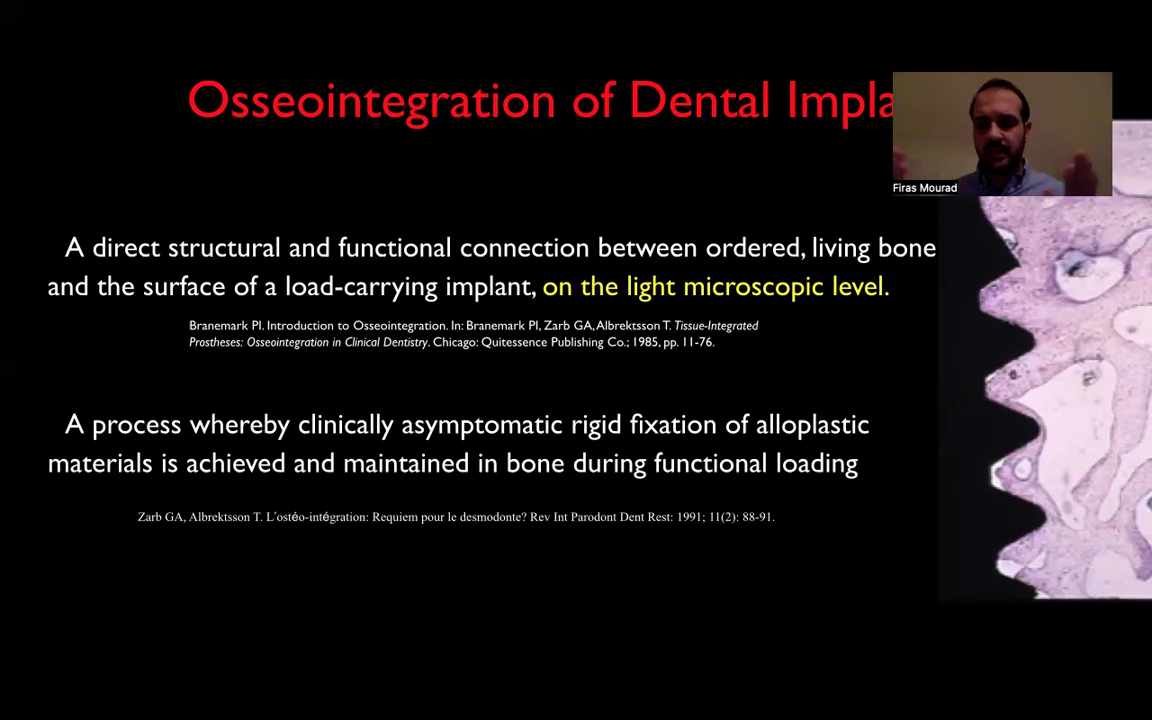 Osseointegration of Dental Impla
Firas Mourad
A direct structural and functional connection between ordered, living bone
and the surface of a load-carrying implant, on the light microscopic level.
Branemark PI. Introduction to Osseointegration. In: Branemark PI, Zarb GA, Albrektsson T. Tissue-Integrated
Prostheses: Osseointegration in Clinical Dentistry. Chicago: Quitessence Publishing Co.; 1985, pp. 11-76.
A process whereby clinically asymptomatic rigid fixation of alloplastic
materials is achieved and maintained in bone during functional loading
Zarb GA, Albrektsson T. L'ostéo-intégration: Requiem pour le desmodonte? Rev Int Parodont Dent Rest: 1991; 11(2): 88-91.